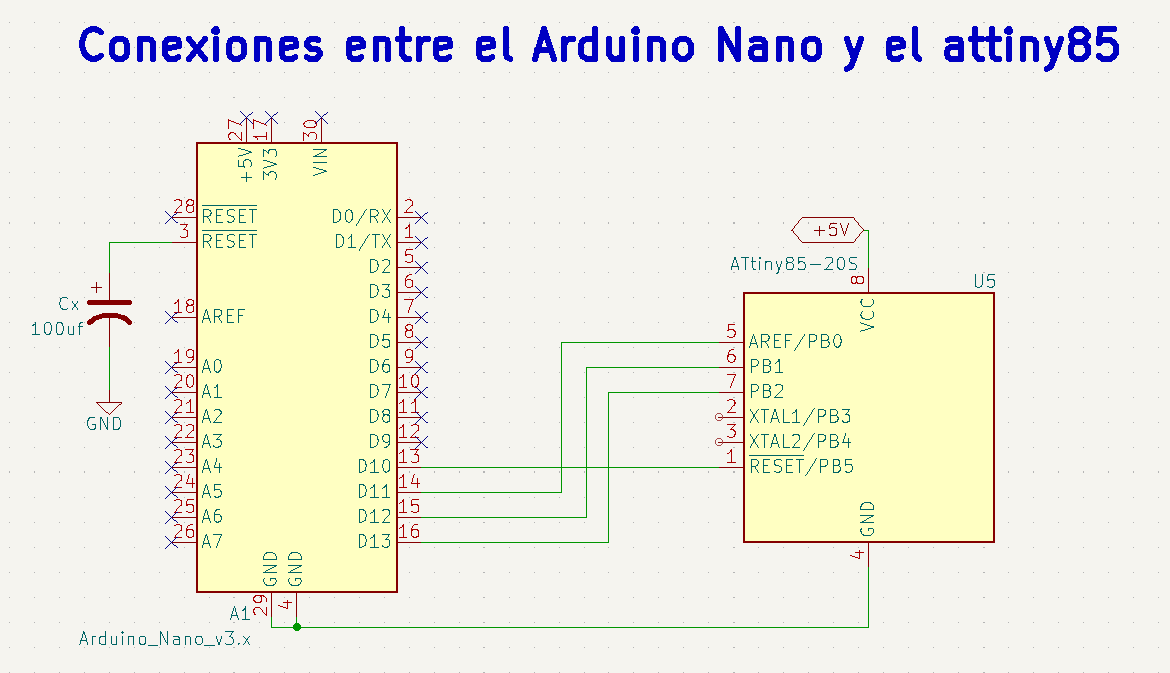 Conexiones entre el Arduino Nano y el attiny85
27 17 30
+5V 3V3 VIN
28 RESET D0/RX 2
3 RESET D1/TX 1
D2 5
D3 6
18 AREF D4 7
D5 8
19 A0 D6 9
20 A1 D7 10
21 A2 D8 11
22 A3 D9 12
23 A4 D10 13
24 A5 D11 14
25 A6 D12 15
26 A7 D13 16
GND GND
29 4
A1
Arduino_Nano_v3.x
+
Cx
100uf
GND
+5V
ATtiny85-20S
U5
8
VCC
5 AREF/PB0
6 PB1
7 PB2
2 XTAL1/PB3
3 XTAL2/PB4
1 RESET/PB5
GND
4